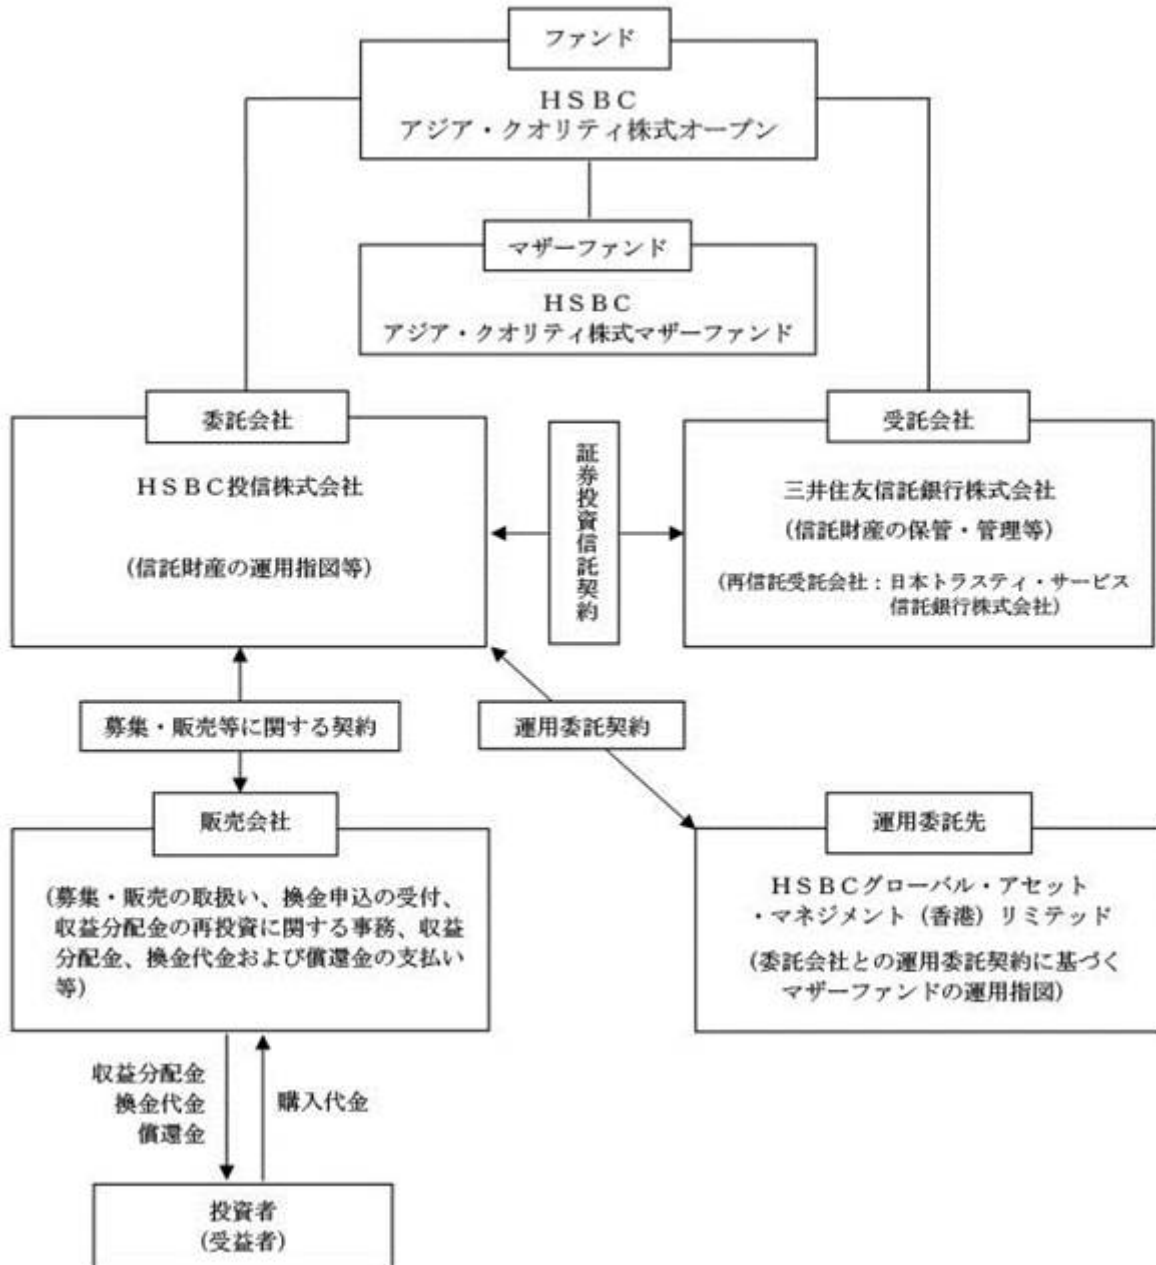 ファンド
HSBC
アジア・クオリティ株式オープン
マザーファンド
HSBC
アジア・クオリティ株式マザーファンド
委託会社
HSBC投信株式会社
(信託財産の運用指図等)
証券投資信託契約
受託会社
三井住友信託銀行株式会社
(信託財産の保管・管理等)
(再信託受託会社：日本トラスティ・サービス
信託銀行株式会社)
募集・販売等に関する契約
運用委託契約
販売会社
(募集・販売の取扱い、換金申込の受付、
収益分配金の再投資に関する事務、収益
分配金、換金代金および償還金の支払い
等)
運用委託先
HSBCグローバル・アセット
・マネジメント（香港）リミテッド
(委託会社との運用委託契約に基づく
マザーファンドの運用指図)
収益分配金
換金代金
償還金
購入代金
投資者
(受益者)